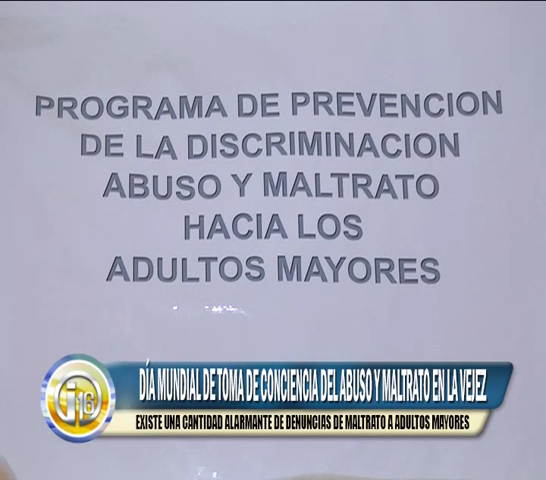 PROGRAMA DE PREVENCION
DE LA DISCRIMINACION
ABUSO Y MALTRATO
HACIA LOS
ADULTOS MAYORES
DÍA MUNDIAL DE TOMA DE CONCIENCIA DEL ABUSO Y MALTRATO EN LA VEJEZ
EXISTE UNA CANTIDAD ALARMANTE DE DENUNCIAS DE MALTRATO A ADULTOS MAYORES
i16